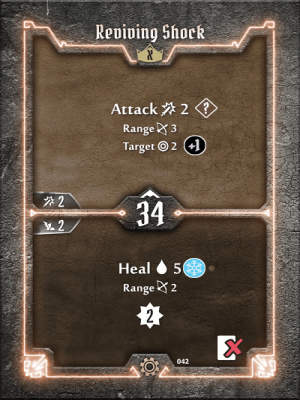 Reviving Shock
X
Attack 2 ?
Range 3
Target 2 +1
2
34
2
Heal 5
Range 2
2
042